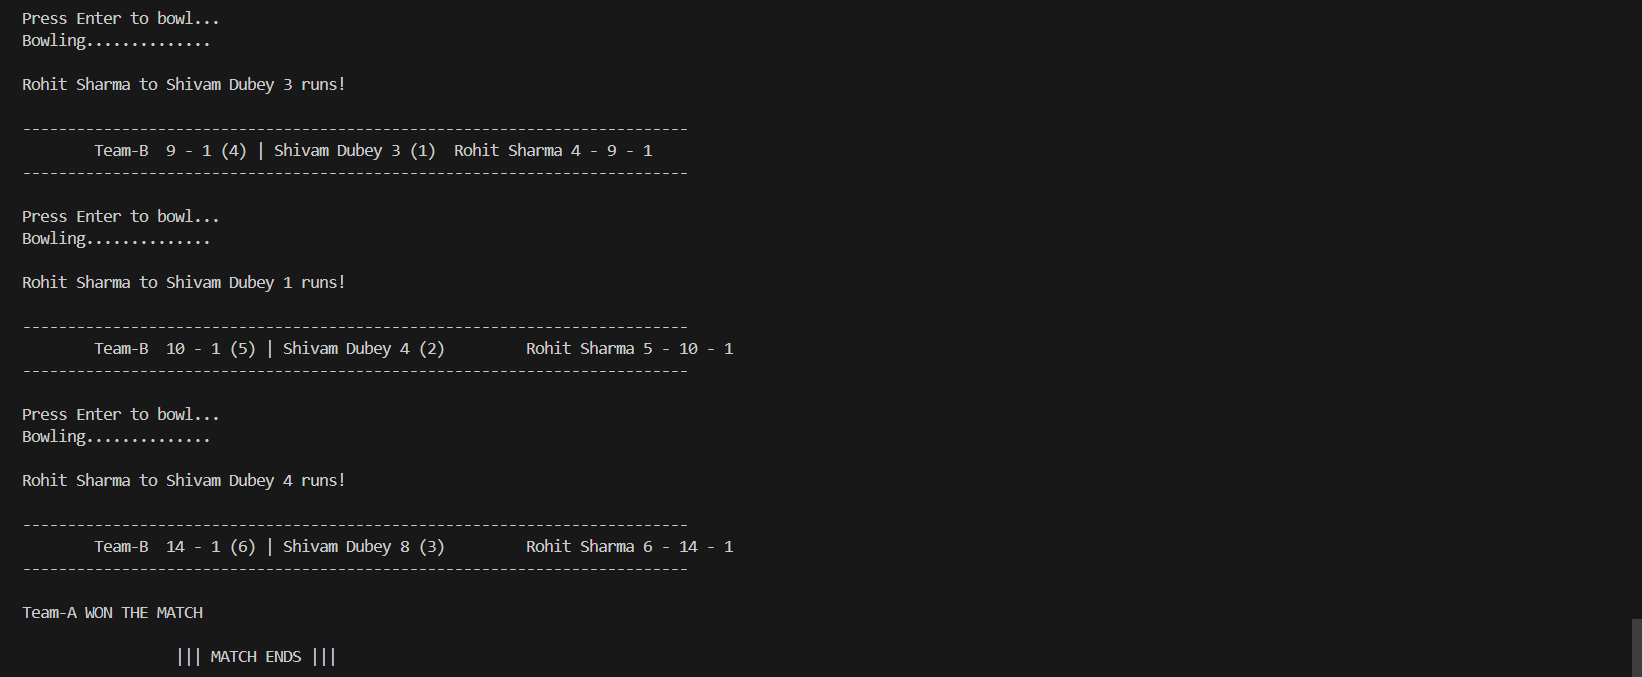 Press Enter to bowl...
Bowling..............
Rohit Sharma to Shivam Dubey 3 runs!
--------------------------------------------------------------------------
Team-B 9 - 1 (4) | Shivam Dubey 3 (1) Rohit Sharma 4 - 9 - 1
--------------------------------------------------------------------------
Press Enter to bowl...
Bowling..............
Rohit Sharma to Shivam Dubey 1 runs!
--------------------------------------------------------------------------
Team-B 10 - 1 (5) | Shivam Dubey 4 (2) Rohit Sharma 5 - 10 - 1
--------------------------------------------------------------------------
Press Enter to bowl...
Bowling..............
Rohit Sharma to Shivam Dubey 4 runs!
--------------------------------------------------------------------------
Team-B 14 - 1 (6) | Shivam Dubey 8 (3) Rohit Sharma 6 - 14 - 1
--------------------------------------------------------------------------
Team-A WON THE MATCH
||| MATCH ENDS |||